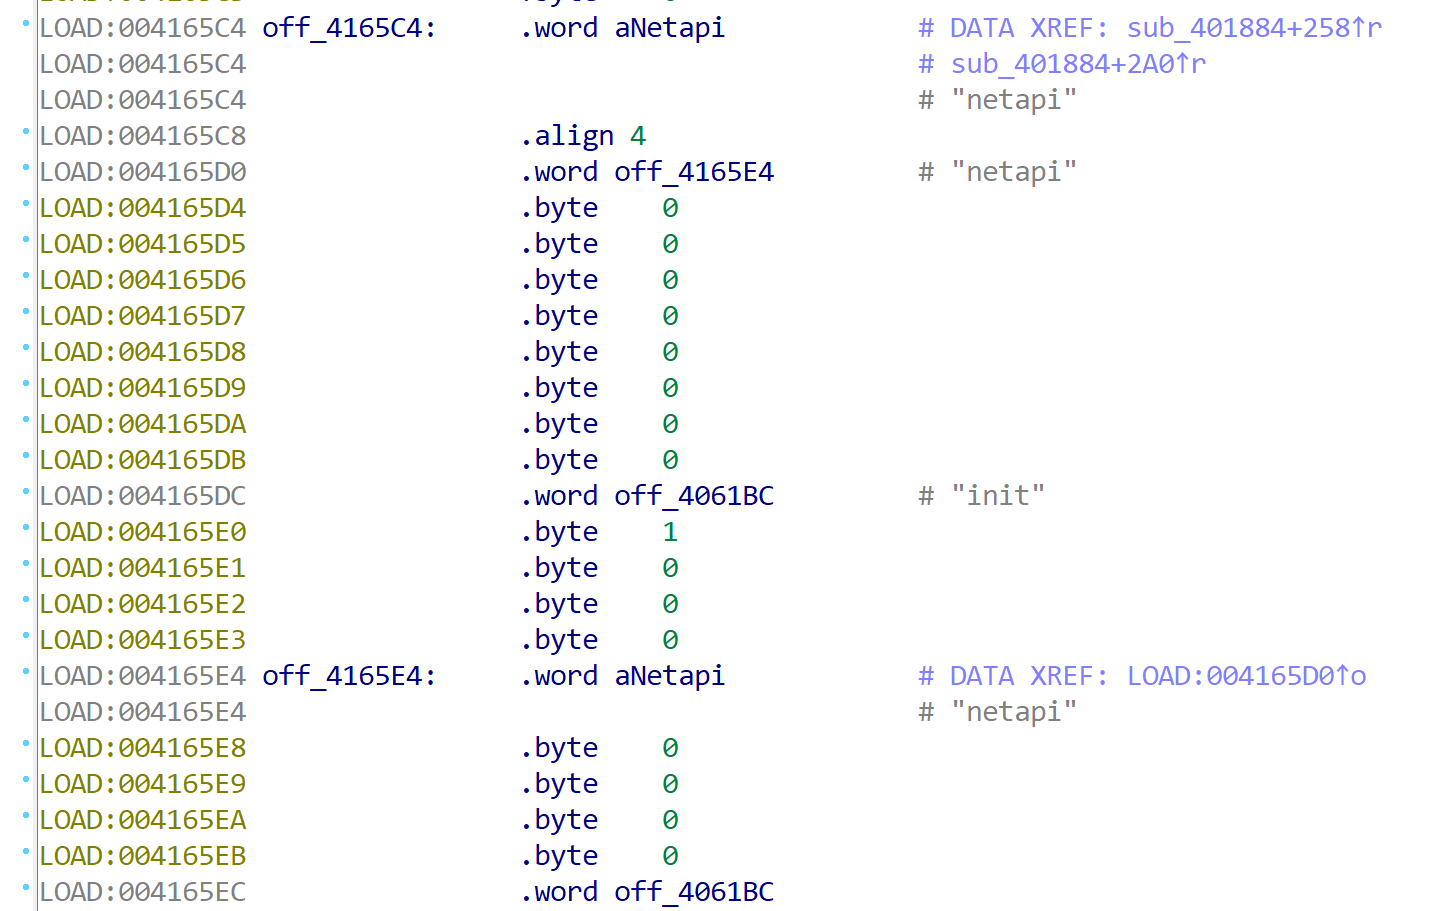 LOAD:004165C4 off_4165C4: .word aNetapi # DATA XREF: sub_401884+258↑r
LOAD:004165C4 # sub_401884+2A0↑r
LOAD:004165C4 # "netapi"
LOAD:004165C8 .align 4
LOAD:004165D0 .word off_4165E4 # "netapi"
LOAD:004165D4 .byte 0
LOAD:004165D5 .byte 0
LOAD:004165D6 .byte 0
LOAD:004165D7 .byte 0
LOAD:004165D8 .byte 0
LOAD:004165D9 .byte 0
LOAD:004165DA .byte 0
LOAD:004165DB .byte 0
LOAD:004165DC .word off_4061BC # "init"
LOAD:004165E0 .byte 1
LOAD:004165E1 .byte 0
LOAD:004165E2 .byte 0
LOAD:004165E3 .byte 0
LOAD:004165E4 off_4165E4: .word aNetapi # DATA XREF: LOAD:004165D0↑o
LOAD:004165E4 # "netapi"
LOAD:004165E8 .byte 0
LOAD:004165E9 .byte 0
LOAD:004165EA .byte 0
LOAD:004165EB .byte 0
LOAD:004165EC .word off_4061BC